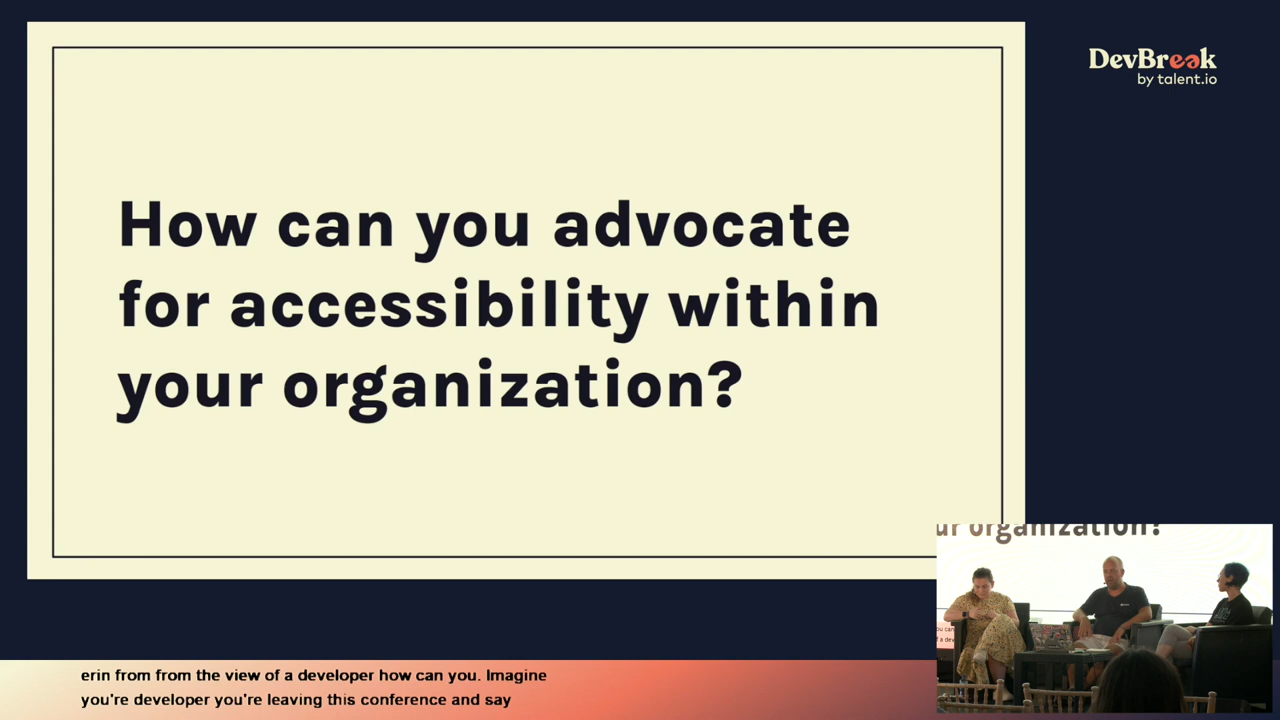 How can you advocate
for accessibility within
your organization?
DevBreak
by talent.io
ur organization?
erin from from the view of a developer how can you. Imagine
you're developer you're leaving this conference and say